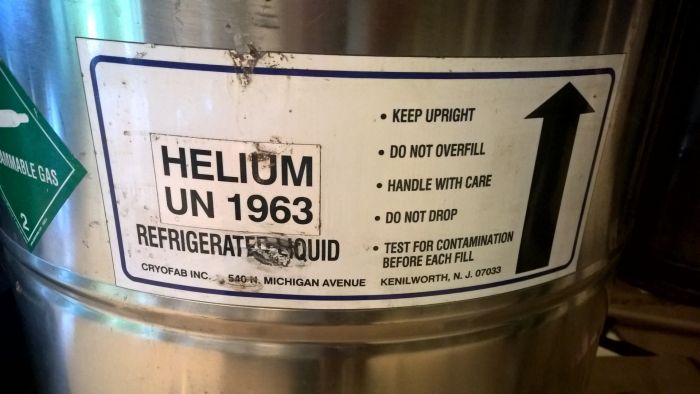 GAS
2
HELIUM
UN 1963
REFRIGERATED LIQUID
• KEEP UPRIGHT
• DO NOT OVERFILL
• HANDLE WITH CARE
• DO NOT DROP
• TEST FOR CONTAMINATION
BEFORE EACH FILL
CRYOFAB INC. 540 N. MICHIGAN AVENUE KENILWORTH, N. J. 07033